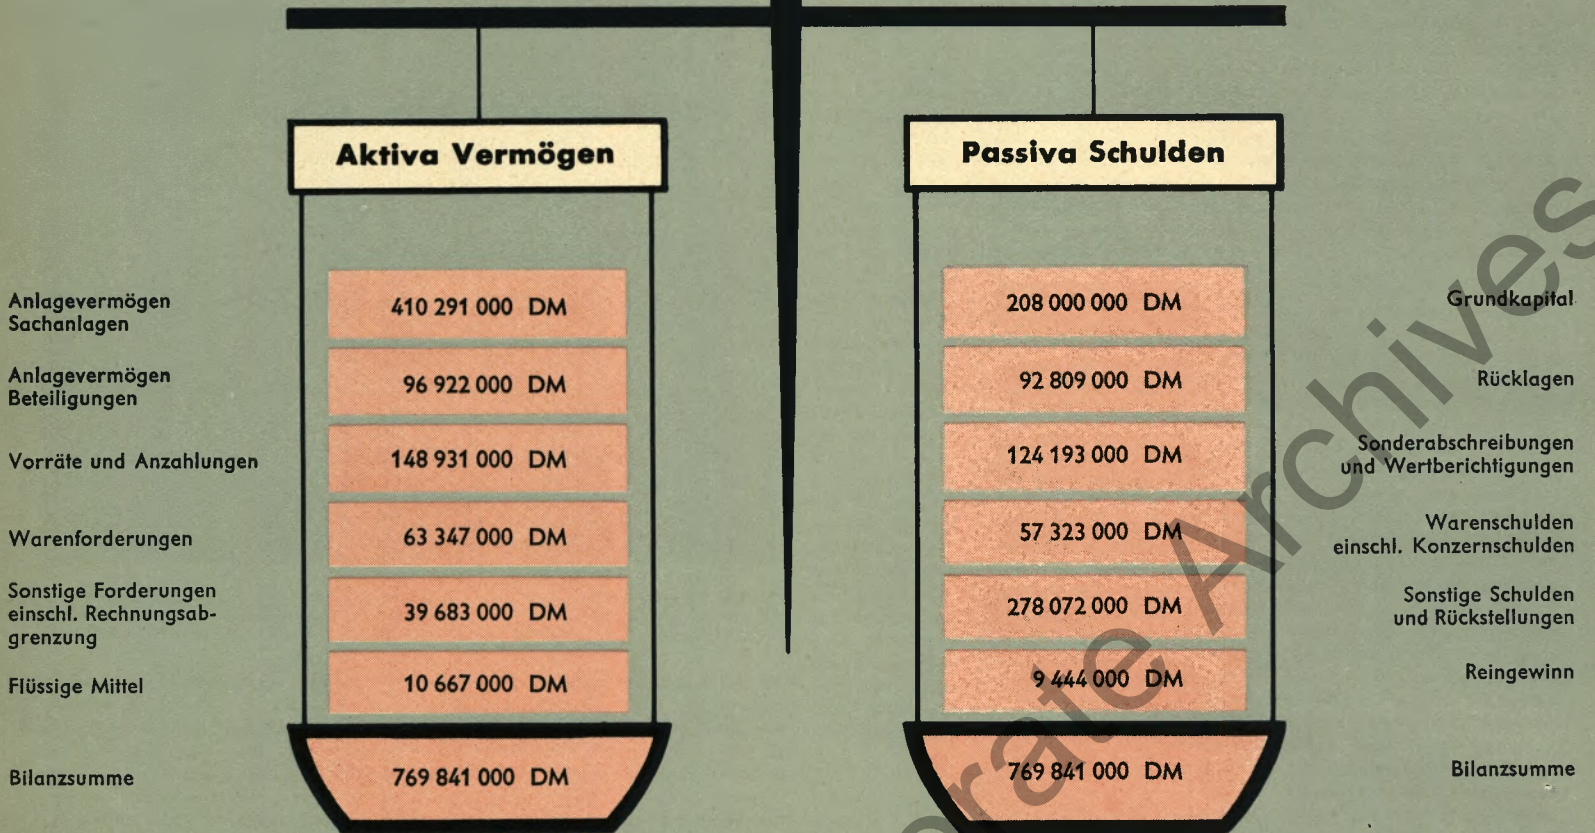 Aktiva Vermögen
Anlagevermögen
Sachanlagen
410 291 000 DM
Anlagevermögen
Beteiligungen
96 922 000 DM
Vorräte und Anzahlungen
148 931 000 DM
Warenforderungen
63 347 000 DM
Sonstige Forderungen
einschl. Rechnungsab-
grenzung
39 683 000 DM
Flüssige Mittel
10 667 000 DM
Bilanzsumme
769 841 000 DM
Passiva Schulden
208 000 000 DM
Grundkapital
92 809 000 DM
Rücklagen
124 193 000 DM
Sonderabschreibungen
und Wertberichtigungen
57 323 000 DM
Warenschulden
einschl. Konzernschulden
278 072 000 DM
Sonstige Schulden
und Rückstellungen
9 444 000 DM
Reingewinn
769 841 000 DM
Bilanzsumme
Archives